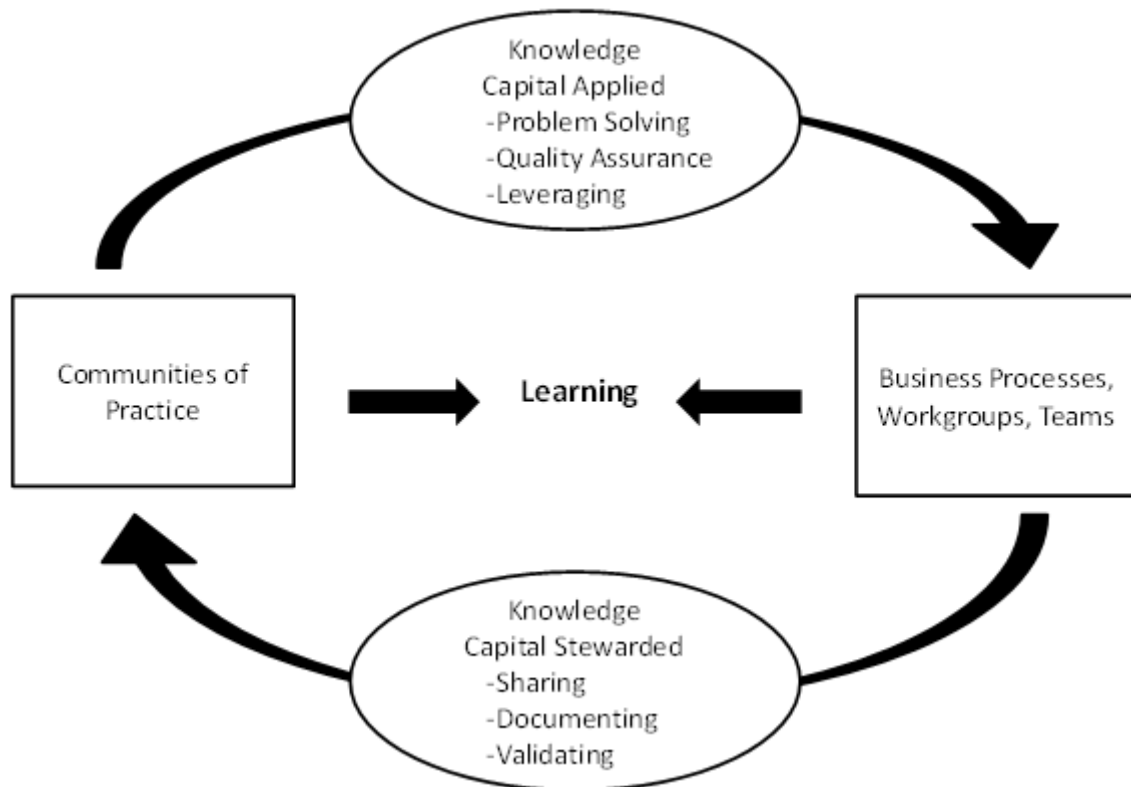 Knowledge
Capital Applied
-Problem Solving
-Quality Assurance
-Leveraging
Communities of
Practice
Learning
Business Processes,
Workgroups, Teams
Knowledge
Capital Stewarded
-Sharing
-Documenting
-Validating